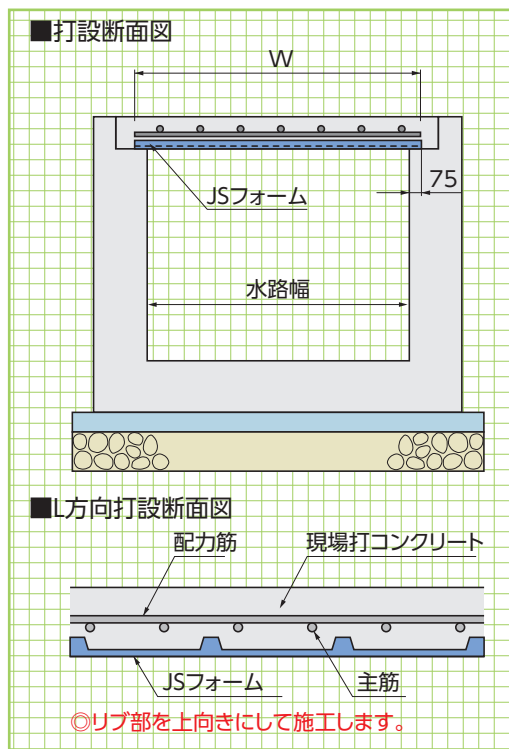 ■打設断面図
W
JSフォーム
75
水路幅
■L方向打設断面図
配力筋
現場打コンクリート
JSフォーム
主筋
◎リブ部を上向きにして施工します。